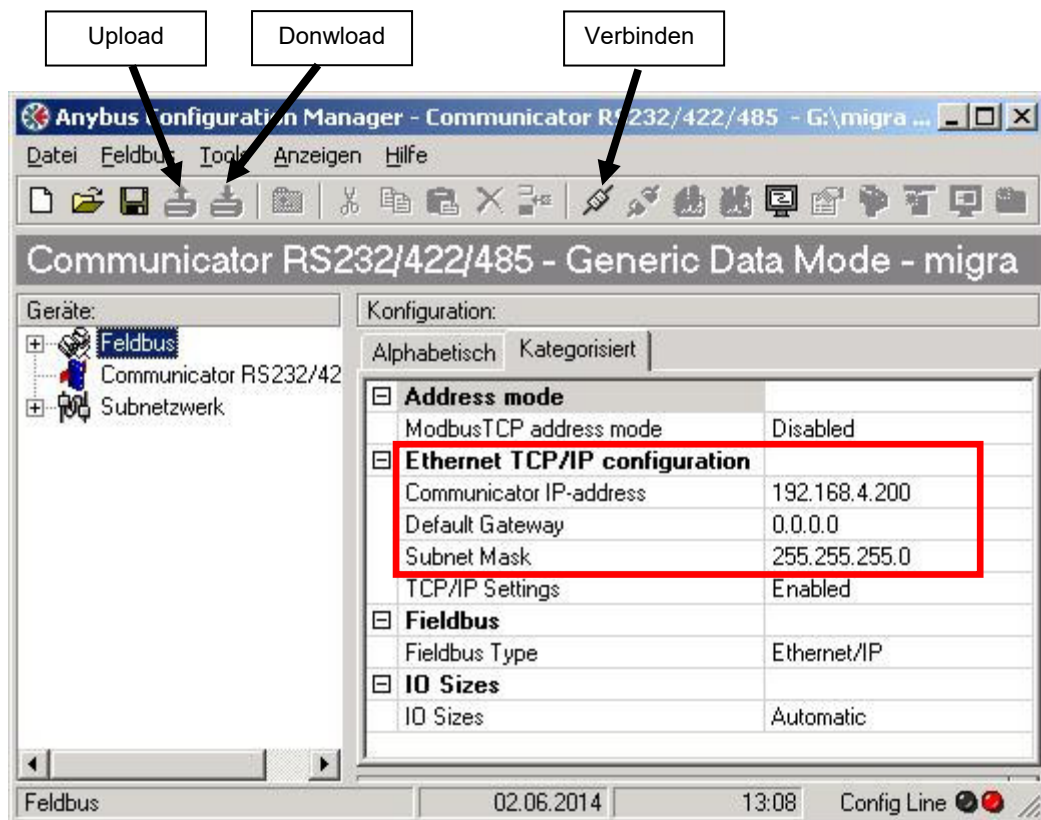 Upload Donwload Verbinden
Anybus Configuration Manager - Communicator RS232/422/485 - G:\migra ...
Datei Feldbus Tools Anzeigen Hilfe
Communicator RS232/422/485 - Generic Data Mode - migra
Geräte: Konfiguration:
Feldbus
Communicator RS232/42
Subnetzwerk
Alphabetisch Kategorisiert
Address mode
ModbusTCP address mode Disabled
Ethernet TCP/IP configuration
Communicator IP-address 192.168.4.200
Default Gateway 0.0.0.0
Subnet Mask 255.255.255.0
TCP/IP Settings Enabled
Fieldbus
Fieldbus Type Ethernet/IP
IO Sizes
IO Sizes Automatic
Feldbus 02.06.2014 13:08 Config Line